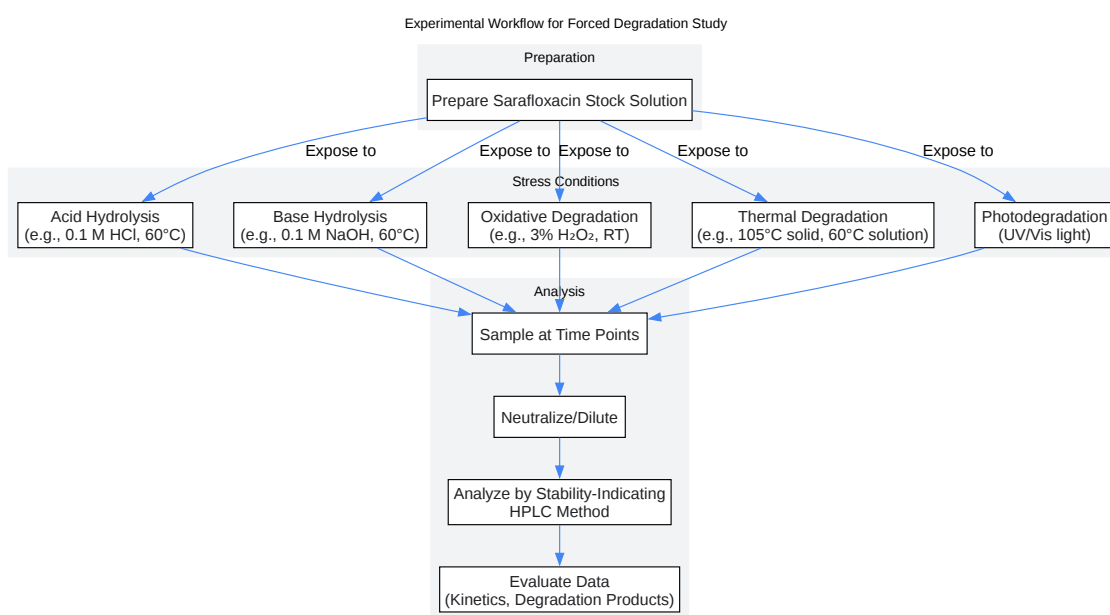 Experimental Workflow for Forced Degradation Study
Preparation
Prepare Sarafloxacin Stock Solution
Expose to
Expose to
Expose to
Expose to
Expose to
Stress Conditions
Acid Hydrolysis
(e.g., 0.1 M HCl, 60°C)
Base Hydrolysis
(e.g., 0.1 M NaOH, 60°C)
Oxidative Degradation
(e.g., 3% H₂O₂, RT)
Thermal Degradation
(e.g., 105°C solid, 60°C solution)
Photodegradation
(UV/Vis light)
Analysis
Sample at Time Points
Neutralize/Dilute
Analyze by Stability-Indicating
HPLC Method
Evaluate Data
(Kinetics, Degradation Products)